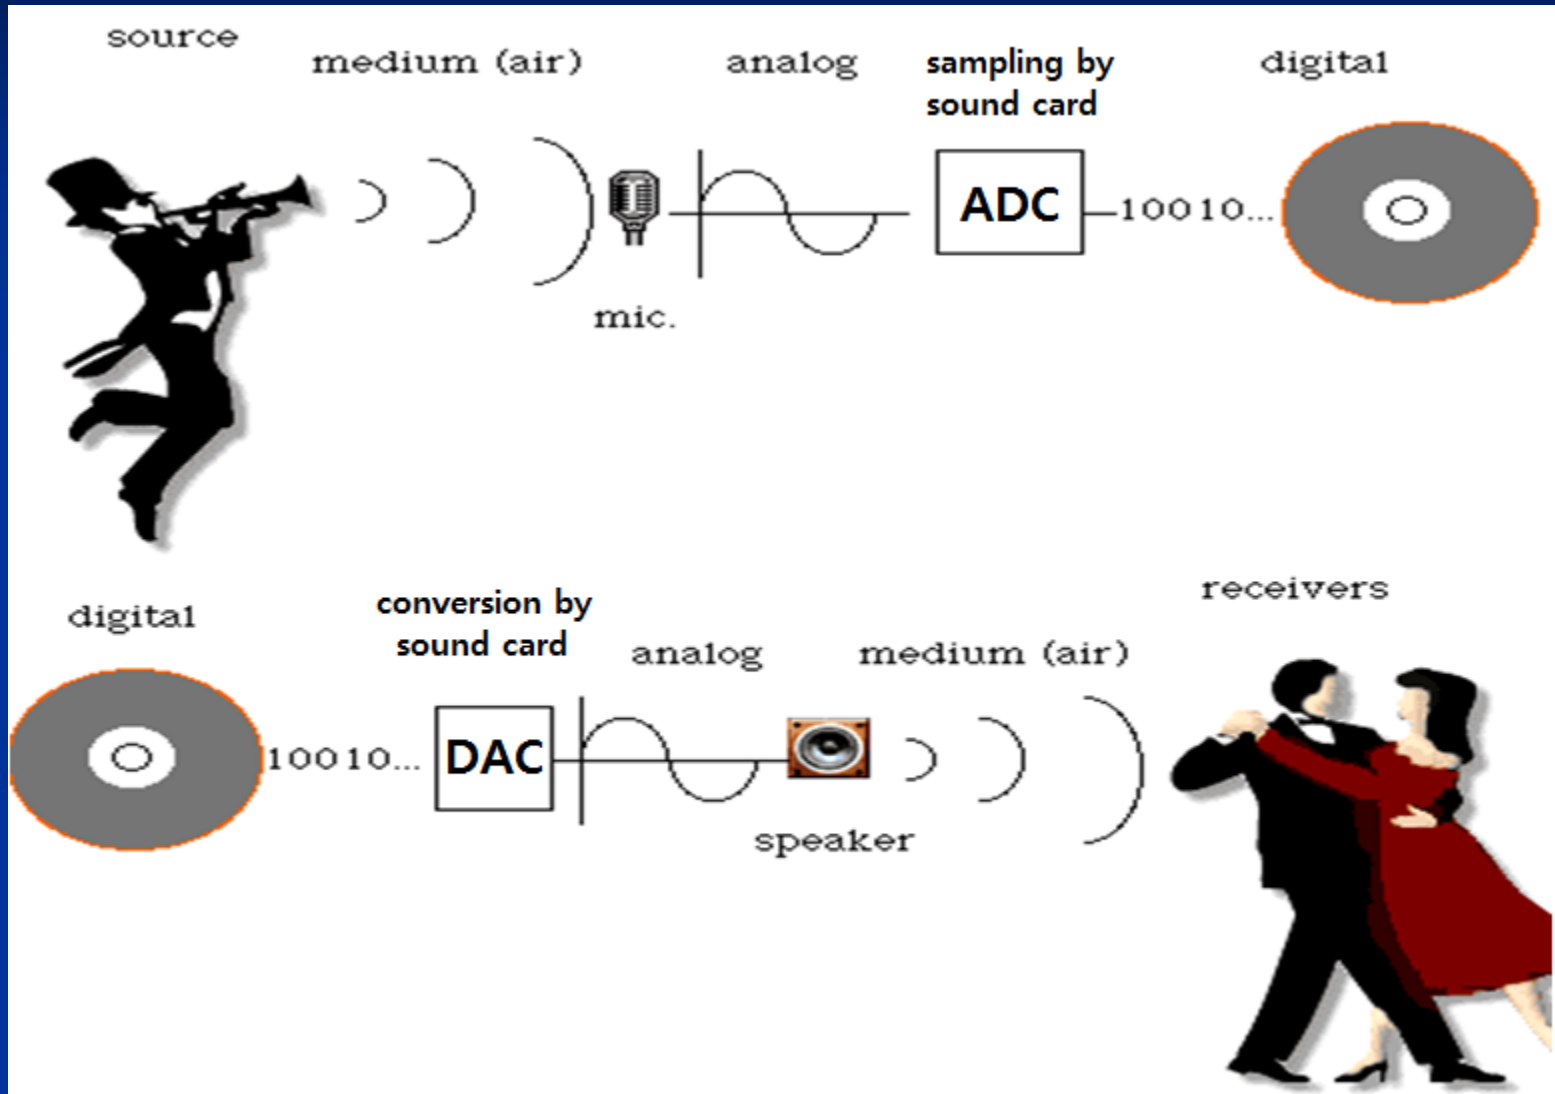 source
medium (air)
analog
sampling by
sound card
digital
ADC
10010...
mic.
digital
conversion by
sound card
analog
medium (air)
receivers
10010...
DAC
speaker